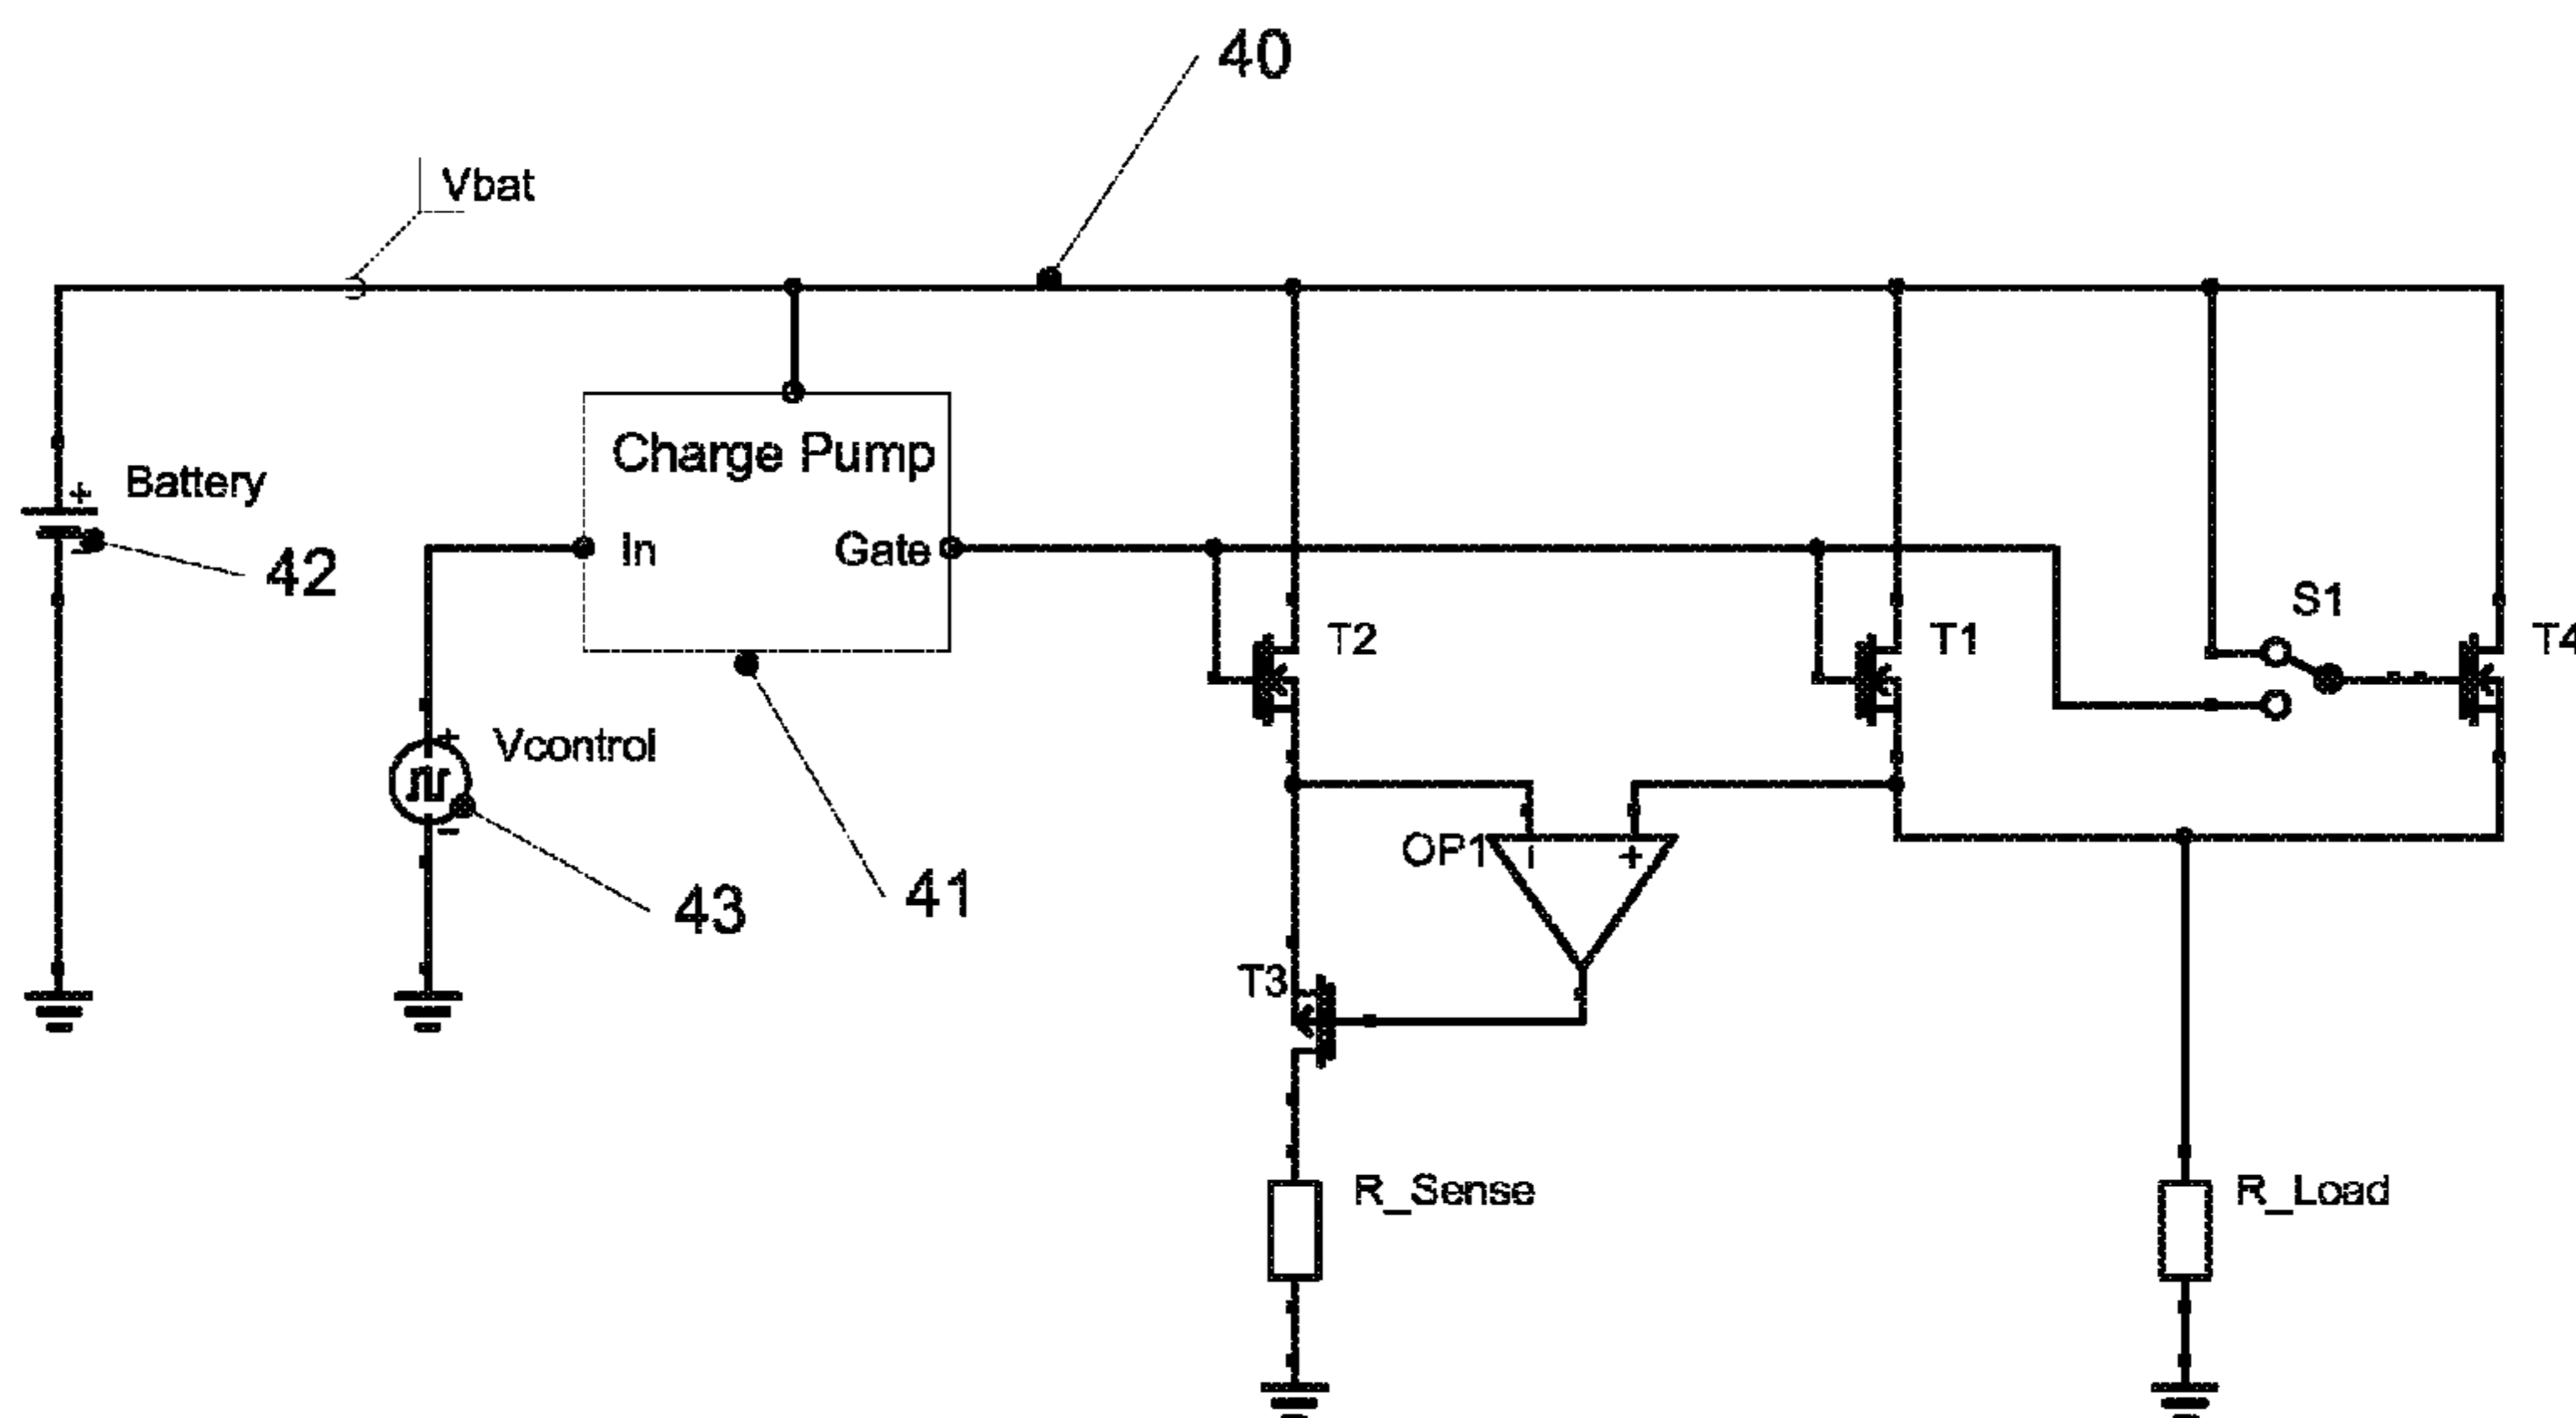 40
Vbat
Charge Pump
Battery
In
Gate
42
S1
T2
T1
T4
Vcontrol
OP1
41
43
T3
R_Sense
R_Load